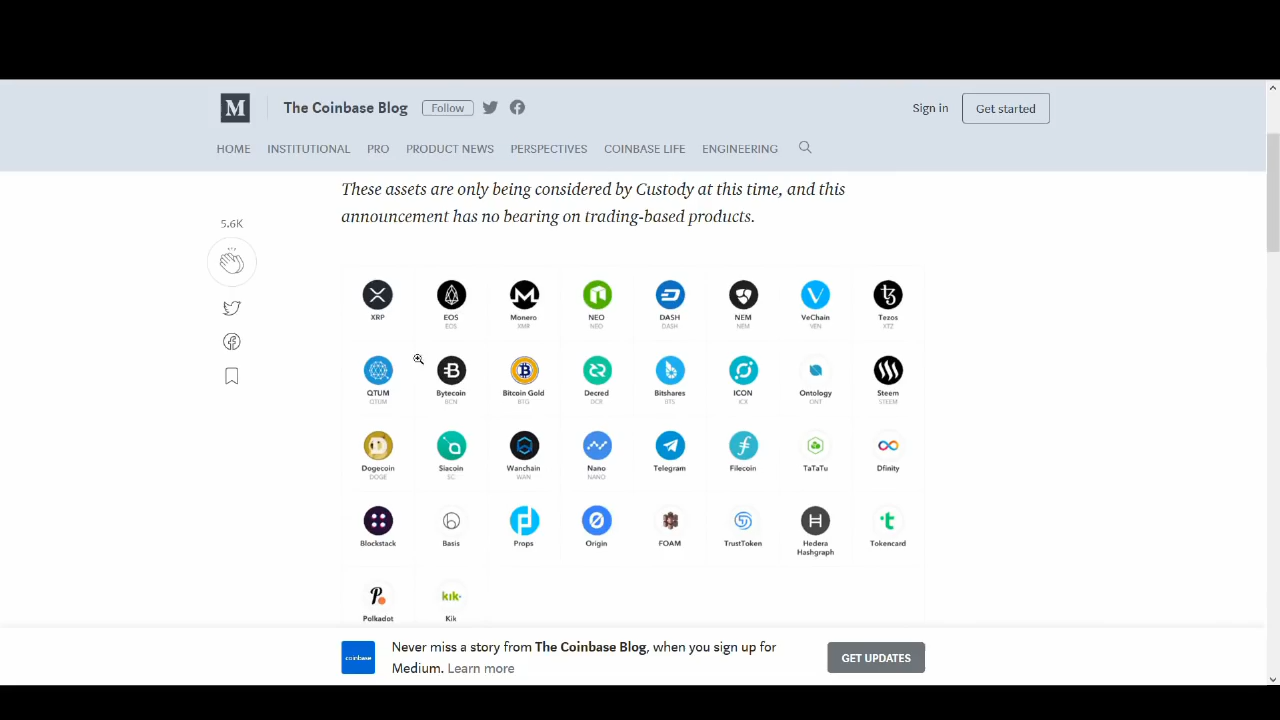 M The Coinbase Blog Follow Sign in Get started
HOME INSTITUTIONAL PRO PRODUCT NEWS PERSPECTIVES COINBASE LIFE ENGINEERING
These assets are only being considered by Custody at this time, and this
announcement has no bearing on trading-based products.
5.6K
XRP EOS Monero NEO DASH NEM VeChain Tezos
EOS XMR NEO DASH NEM VEN XTZ
QTUM Bytecoin Bitcoin Gold Decred Bitshares ICON Ontology Steem
QTUM BCN BTG DCR BTS ICX ONT STEEM
Dogecoin Siacoin Wanchain Nano Telegram Filecoin TaTaTu Dfinity
DOGE SC WAN NANO
Blockstack Basis Props Origin FOAM TrustToken Hedera Tokencard
Hashgraph
kik.
Polkadot Kik
Never miss a story from The Coinbase Blog, when you sign up for
coinbase
GET UPDATES
Medium. Learn more